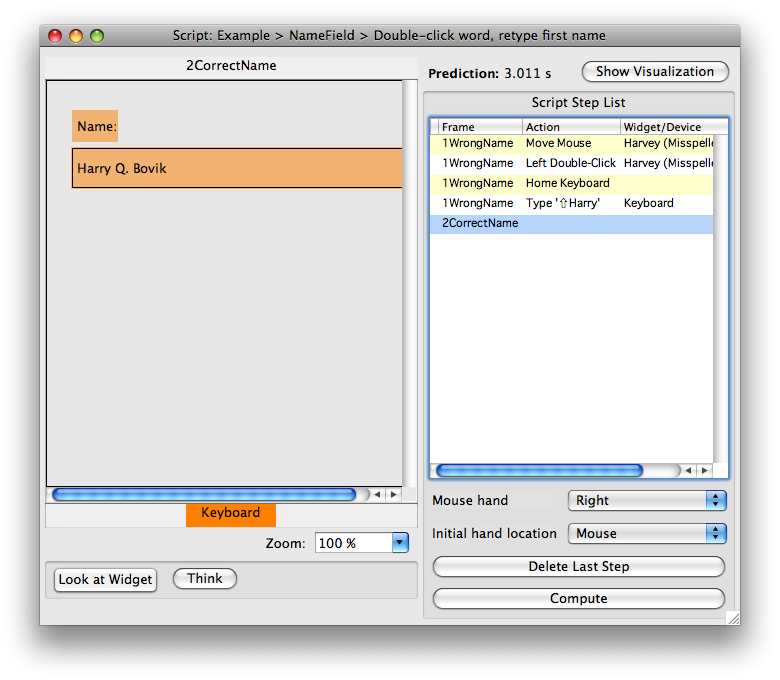 Script: Example > NameField > Double-click word, retype first name
2CorrectName
Name:
Harry Q. Bovik
Keyboard
Zoom: 100 %
Look at Widget Think
Prediction: 3.011 s Show Visualization
Script Step List
Frame Action Widget/Device
1WrongName Move Mouse Harvey (Misspelle
1WrongName Left Double-Click Harvey (Misspelle
1WrongName Home Keyboard
1WrongName Type '⇧Harry' Keyboard
2CorrectName
Mouse hand Right
Initial hand location Mouse
Delete Last Step
Compute